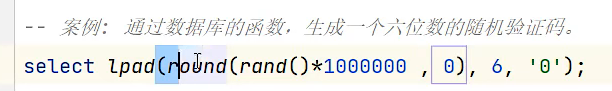 -- 案例: 通过数据库的函数，生成一个六位数的随机验证码。
select lpad(round(rand()*1000000 , 0), 6, '0');